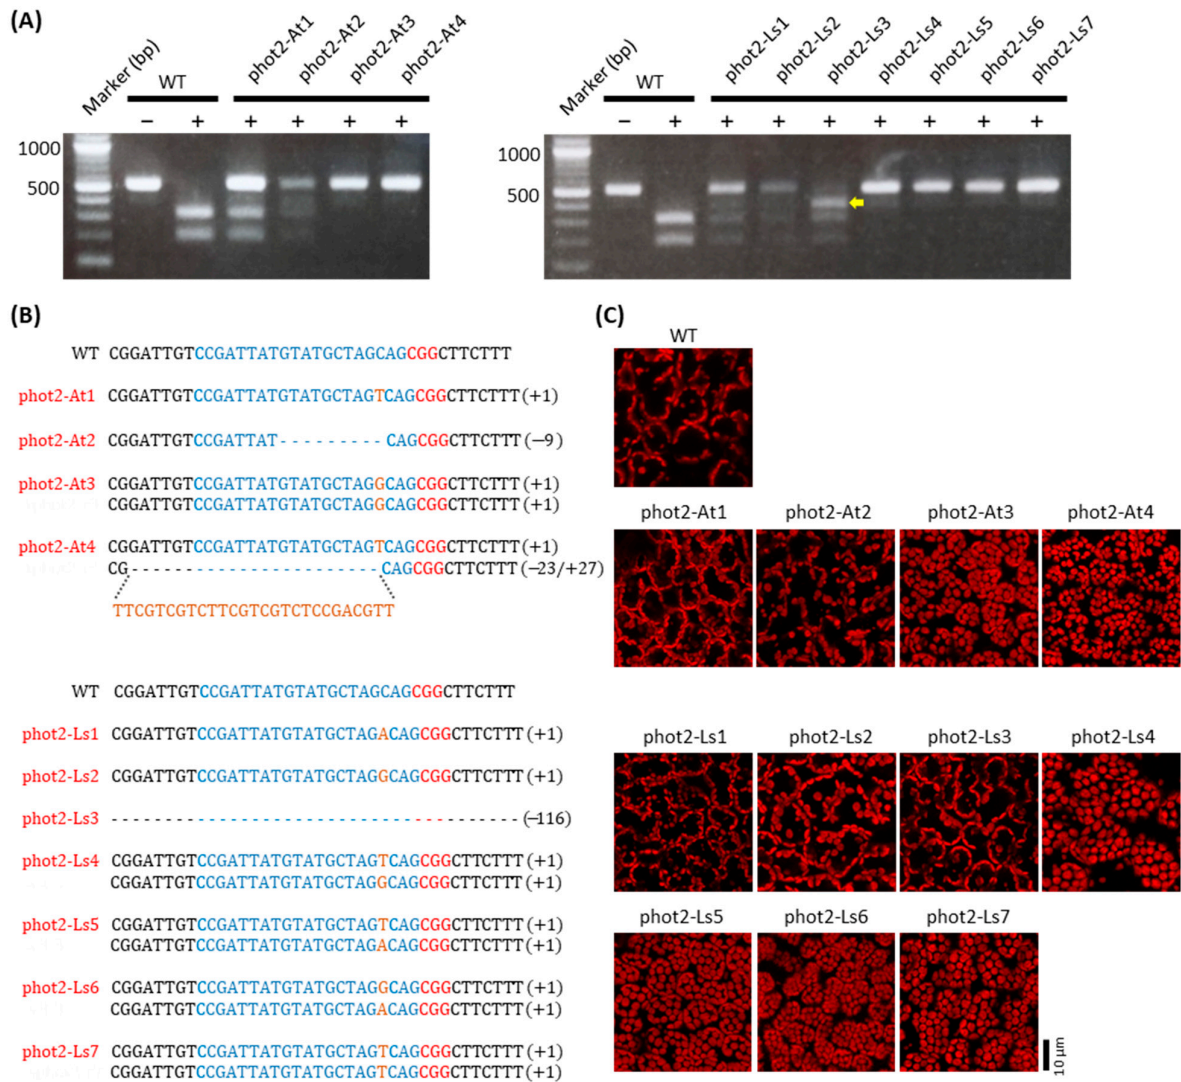 (A)
Marker (bp)
WT
phot2-At1
phot2-At2
phot2-At3
phot2-At4
− + + + + +
1000
500
Marker (bp)
WT
phot2-Ls1
phot2-Ls2
phot2-Ls3
phot2-Ls4
phot2-Ls5
phot2-Ls6
phot2-Ls7
− + + + + + + + +
1000
500
(B)
WT CGGATTGTCCGATTATGTATGCTAGCAGCGGCTTCTTT
phot2-At1 CGGATTGTCCGATTATGTATGCTAGTCAGCGGCTTCTTT(+1)
phot2-At2 CGGATTGTCCGATTAT---------CAGCGGCTTCTTT(−9)
phot2-At3 CGGATTGTCCGATTATGTATGCTAGGCAGCGGCTTCTTT(+1)
CGGATTGTCCGATTATGTATGCTAGGCAGCGGCTTCTTT(+1)
phot2-At4 CGGATTGTCCGATTATGTATGCTAGTCAGCGGCTTCTTT(+1)
CG-----------------------CAGCGGCTTCTTT(−23/+27)
TTCGTCGTCTTCGTCGTCTCCGACGTT
WT CGGATTGTCCGATTATGTATGCTAGCAGCGGCTTCTTT
phot2-Ls1 CGGATTGTCCGATTATGTATGCTAGACAGCGGCTTCTTT(+1)
phot2-Ls2 CGGATTGTCCGATTATGTATGCTAGGCAGCGGCTTCTTT(+1)
phot2-Ls3 --------------------------------------(−116)
phot2-Ls4 CGGATTGTCCGATTATGTATGCTAGTCAGCGGCTTCTTT(+1)
CGGATTGTCCGATTATGTATGCTAGGCAGCGGCTTCTTT(+1)
phot2-Ls5 CGGATTGTCCGATTATGTATGCTAGTCAGCGGCTTCTTT(+1)
CGGATTGTCCGATTATGTATGCTAGACAGCGGCTTCTTT(+1)
phot2-Ls6 CGGATTGTCCGATTATGTATGCTAGGCAGCGGCTTCTTT(+1)
CGGATTGTCCGATTATGTATGCTAGACAGCGGCTTCTTT(+1)
phot2-Ls7 CGGATTGTCCGATTATGTATGCTAGTCAGCGGCTTCTTT(+1)
CGGATTGTCCGATTATGTATGCTAGTCAGCGGCTTCTTT(+1)
(C)
WT
phot2-At1 phot2-At2 phot2-At3 phot2-At4
phot2-Ls1 phot2-Ls2 phot2-Ls3 phot2-Ls4
phot2-Ls5 phot2-Ls6 phot2-Ls7
10 µm